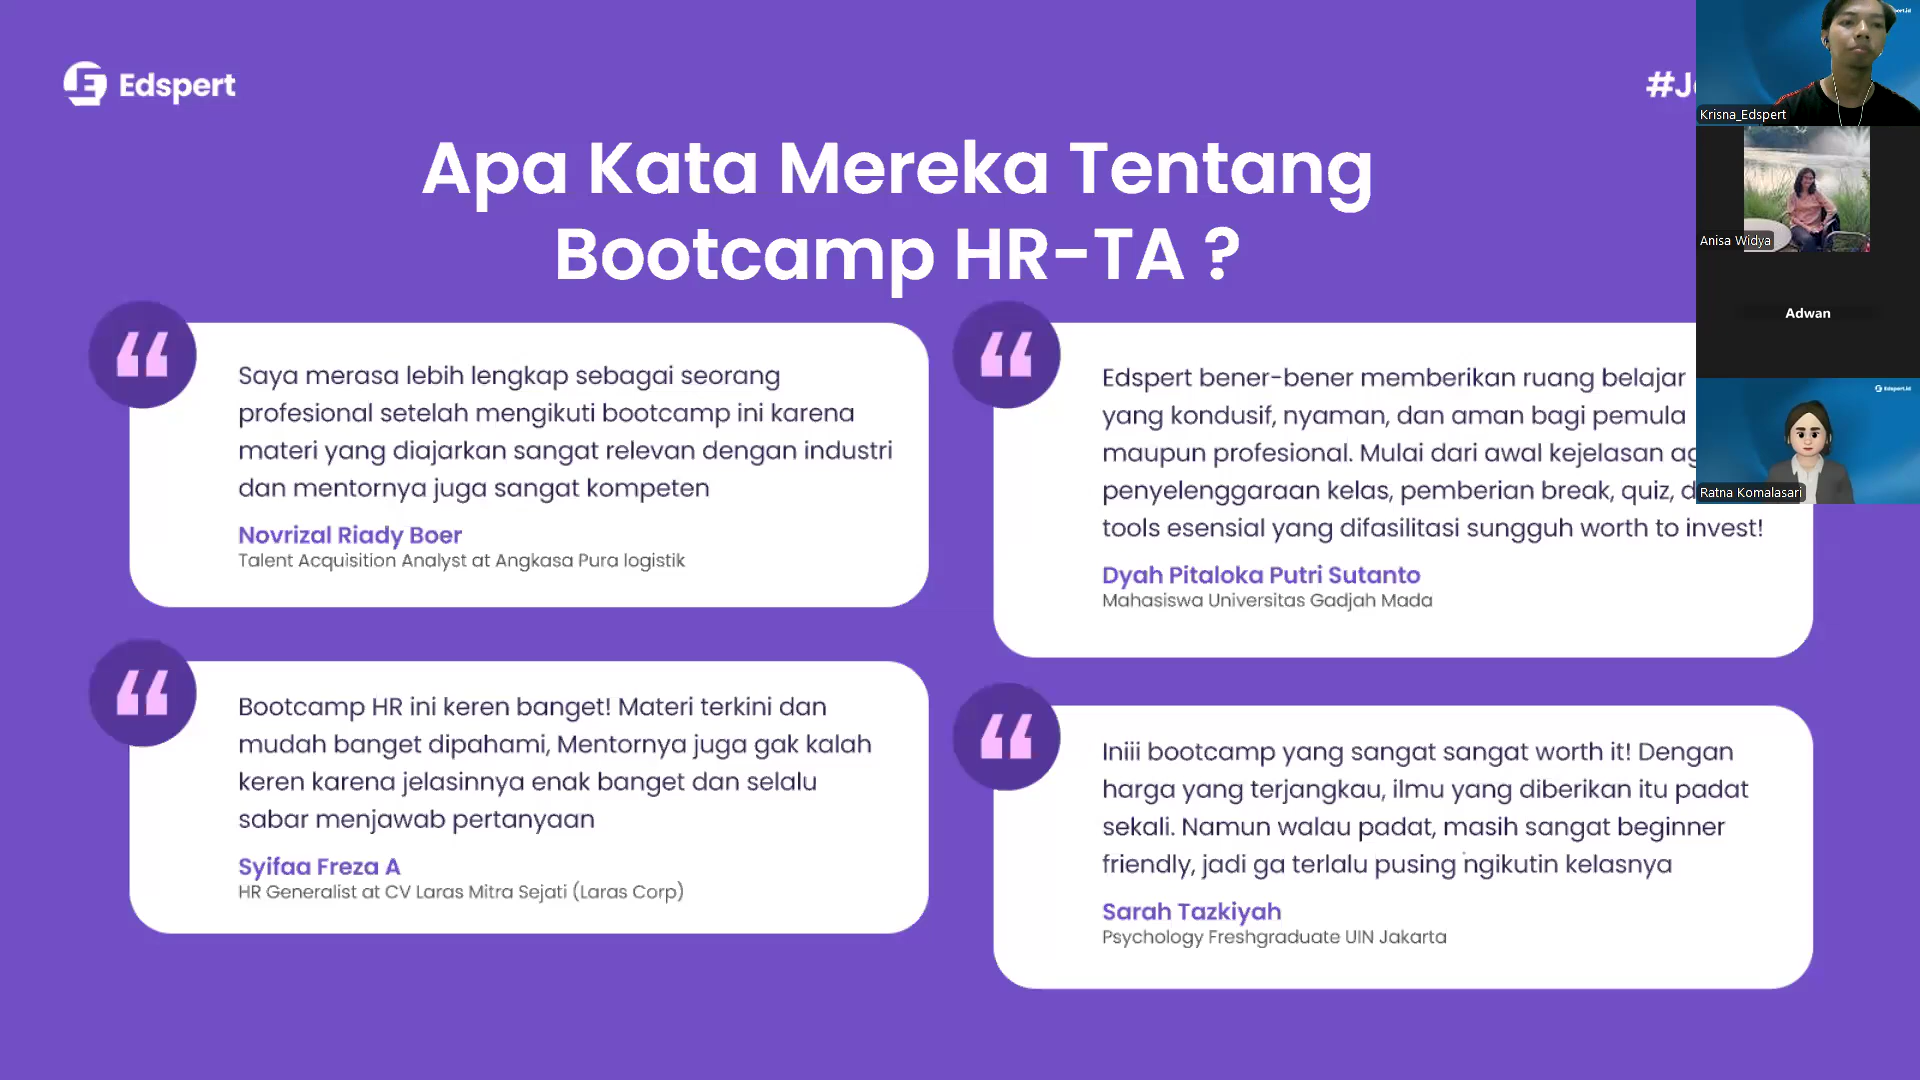 Edspert
Apa Kata Mereka Tentang
Bootcamp HR-TA ?
Saya merasa lebih lengkap sebagai seorang
profesional setelah mengikuti bootcamp ini karena
materi yang diajarkan sangat relevan dengan industri
dan mentornya juga sangat kompeten
Novrizal Riady Boer
Talent Acquisition Analyst at Angkasa Pura logistik
Edspert bener-bener memberikan ruang belajar
yang kondusif, nyaman, dan aman bagi pemula
maupun profesional. Mulai dari awal kejelasan
penyelenggaraan kelas, pemberian break, quiz,
tools esensial yang difasilitasi sungguh worth to invest!
Dyah Pitaloka Putri Sutanto
Mahasiswa Universitas Gadjah Mada
Bootcamp HR ini keren banget! Materi terkini dan
mudah banget dipahami, Mentornya juga gak kalah
keren karena jelasinnya enak banget dan selalu
sabar menjawab pertanyaan
Syifaa Freza A
HR Generalist at CV Laras Mitra Sejati (Laras Corp)
Iniii bootcamp yang sangat sangat worth it! Dengan
harga yang terjangkau, ilmu yang diberikan itu padat
sekali. Namun walau padat, masih sangat beginner
friendly, jadi ga terlalu pusing ngikutin kelasnya
Sarah Tazkiyah
Psychology Freshgraduate UIN Jakarta
Krisna_Edspert
Anisa Widya
Adwan
Edspert.id
Ratna Komalasari